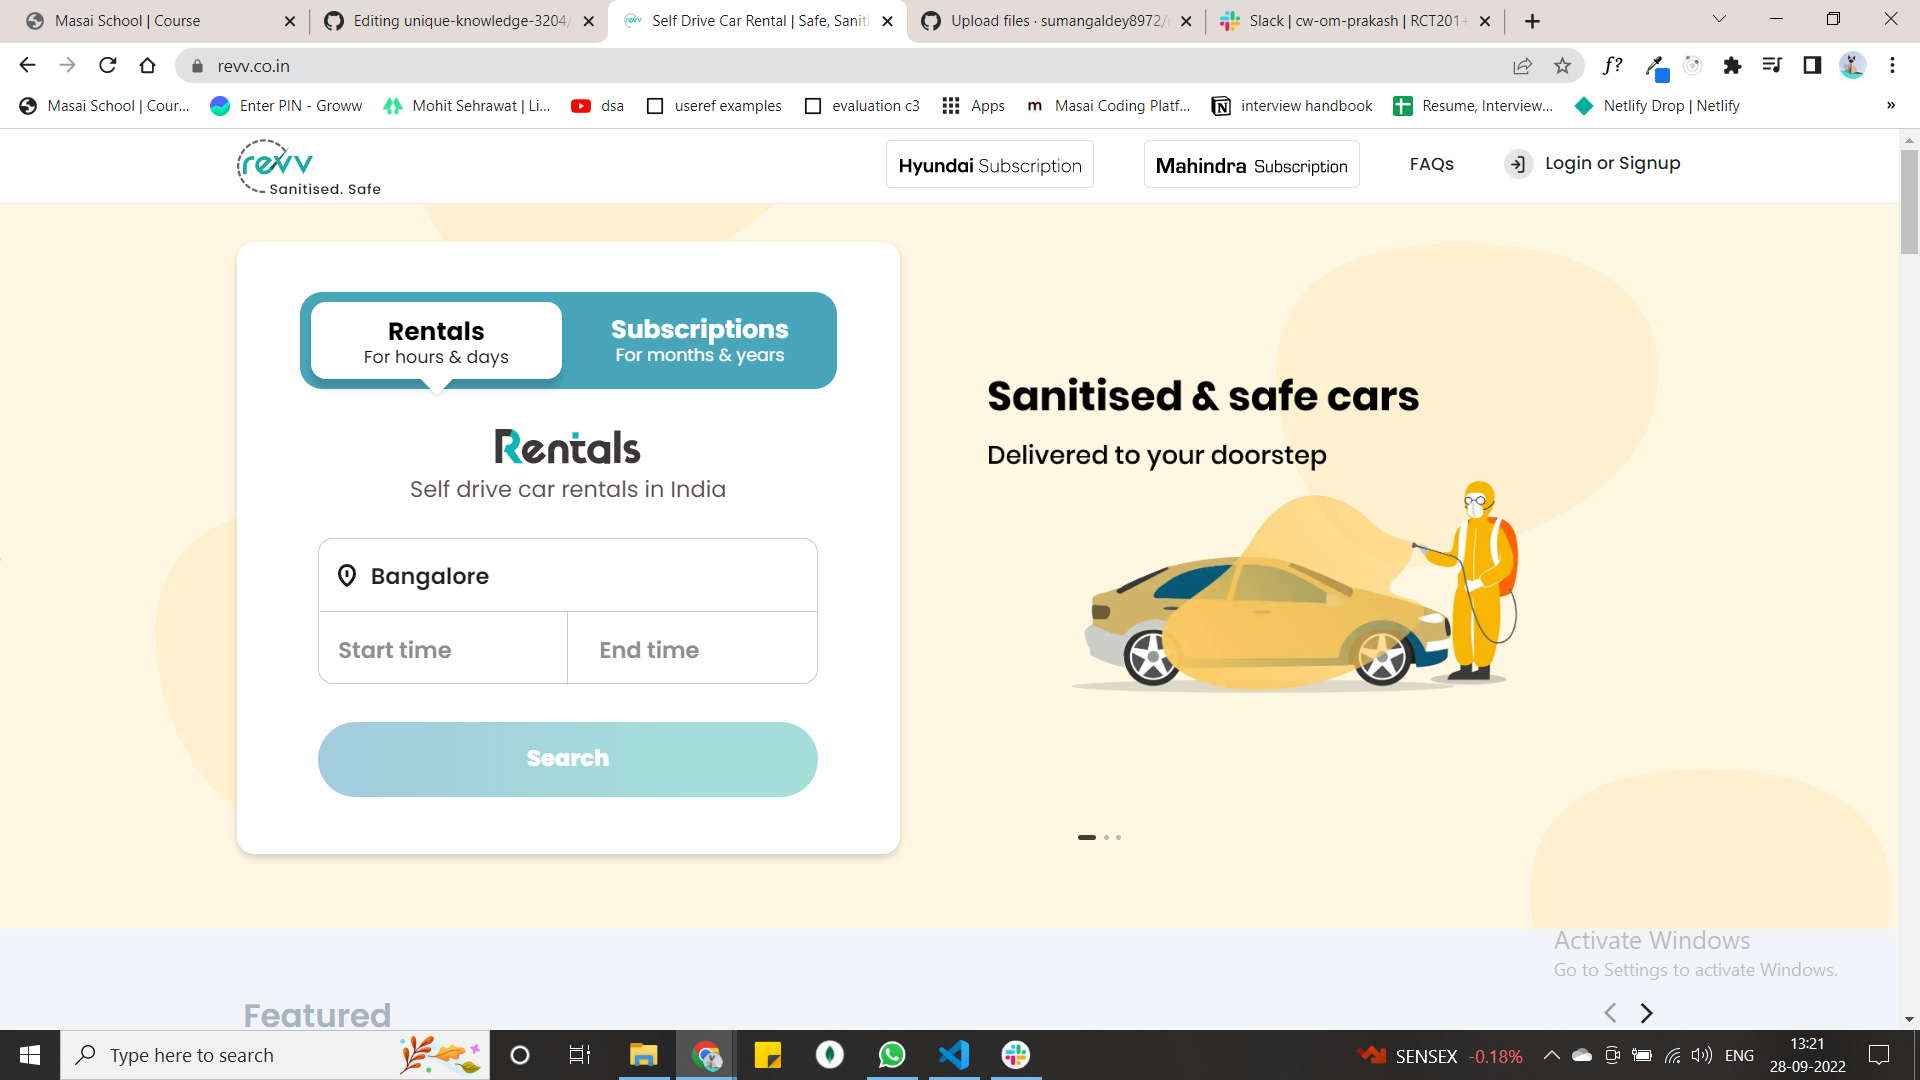 Masai School | Course
Editing unique-knowledge-3204/
Self Drive Car Rental | Safe, Saniti
Upload files · sumangaldey8972/
Slack | cw-om-prakash | RCT201+
revv.co.in
f?
Masai School | Cour...
Enter PIN - Groww
Mohit Sehrawat | Li...
dsa
useref examples
evaluation c3
Apps
m Masai Coding Platf...
interview handbook
Resume, Interview...
Netlify Drop | Netlify
»
revv
Sanitised. Safe
Hyundai Subscription
Mahindra Subscription
FAQs
Login or Signup
Rentals
For hours & days
Subscriptions
For months & years
Rentals
Self drive car rentals in India
Bangalore
Start time
End time
Search
Sanitised & safe cars
Delivered to your doorstep
Activate Windows
Go to Settings to activate Windows.
Featured
Type here to search
SENSEX -0.18%
ENG
13:21
28-09-2022